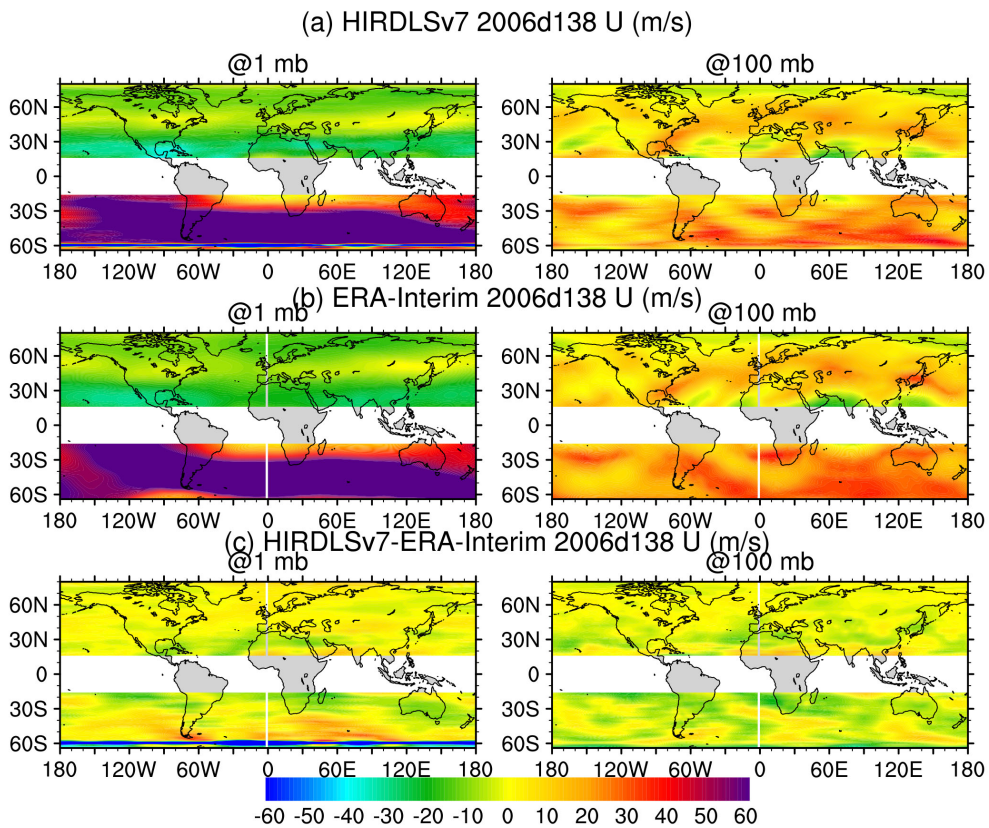 (a) HIRDLSv7 2006d138 U (m/s)
@1 mb @100 mb
60N 60N
30N 30N
0 0
30S 30S
60S 60S
180 120W 60W 0 60E 120E 180 180 120W 60W 0 60E 120E 180
(b) ERA-Interim 2006d138 U (m/s)
@1 mb @100 mb
60N 60N
30N 30N
0 0
30S 30S
60S 60S
180 120W 60W 0 60E 120E 180 180 120W 60W 0 60E 120E 180
(c) HIRDLSv7-ERA-Interim 2006d138 U (m/s)
@1 mb @100 mb
60N 60N
30N 30N
0 0
30S 30S
60S 60S
180 120W 60W 0 60E 120E 180 180 120W 60W 0 60E 120E 180
-60 -50 -40 -30 -20 -10 0 10 20 30 40 50 60